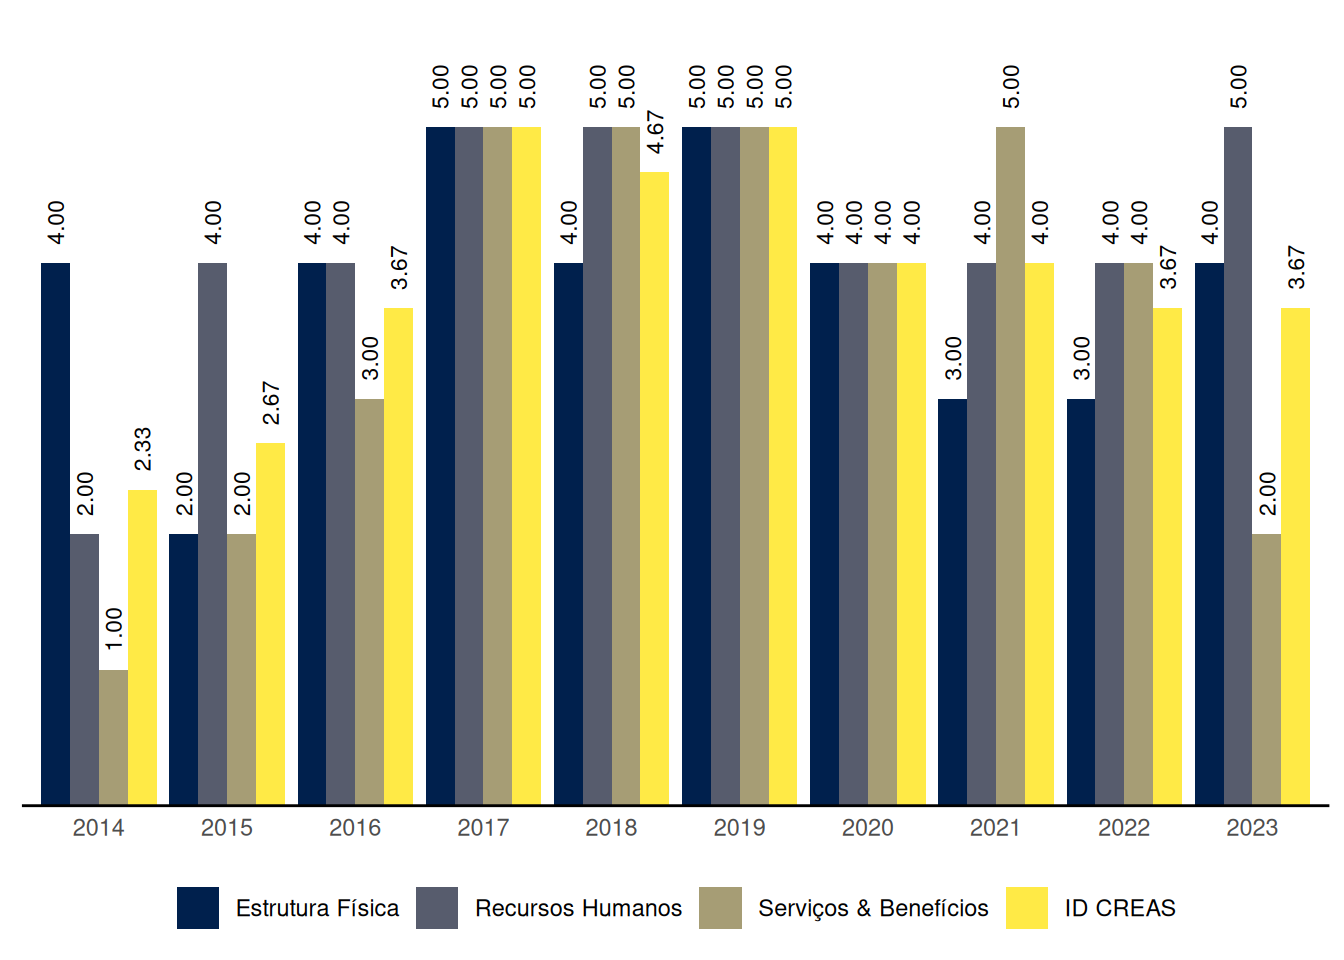 5.00 5.00 5.00 5.00 5.00 5.00 5.00 5.00 5.00 5.00 5.00 5.00
4.67
4.00 4.00 4.00 4.00 4.00 4.00 4.00 4.00 4.00 4.00 4.00 4.00 4.00 4.00
3.67 3.67 3.67
3.00 3.00 3.00
2.67
2.33
2.00 2.00 2.00 2.00
1.00
2014 2015 2016 2017 2018 2019 2020 2021 2022 2023
Estrutura Física Recursos Humanos Serviços & Benefícios ID CREAS